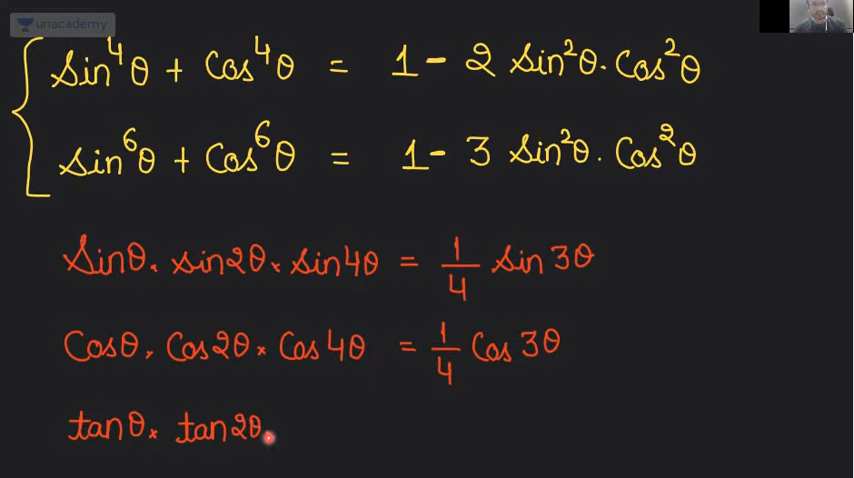 unacademy
sin⁴θ + cos⁴θ = 1 - 2 sin²θ · cos²θ
sin⁶θ + cos⁶θ = 1 - 3 sin²θ · cos²θ
sinθ · sin2θ × sin4θ = 1/4 sin 3θ
cosθ · cos2θ × cos4θ = 1/4 cos 3θ
tanθ × tan2θ